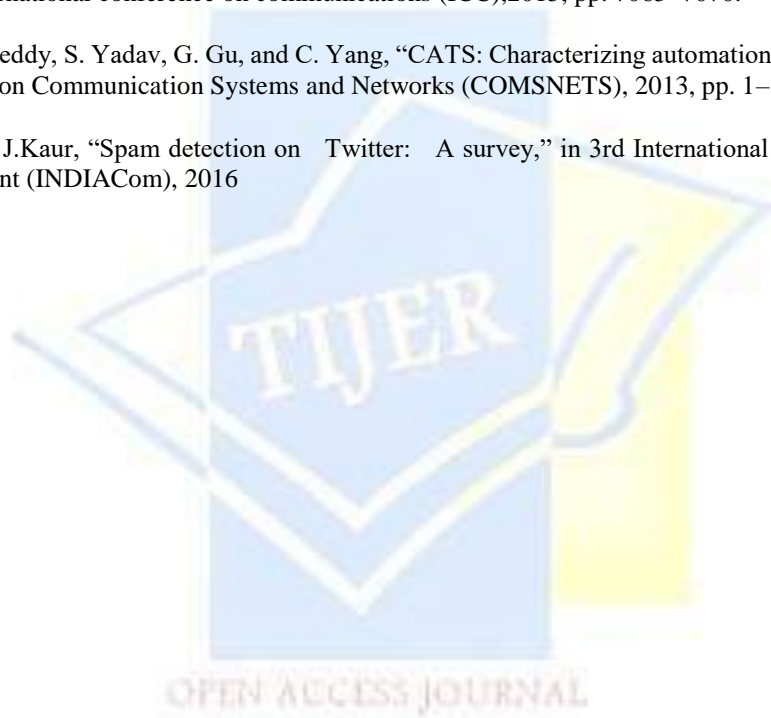 national conference on communications (ICC),2015, pp. 7065–7070.
eddy, S. Yadav, G. Gu, and C. Yang, “CATS: Characterizing automation
on Communication Systems and Networks (COMSNETS), 2013, pp. 1–
J.Kaur, “Spam detection on Twitter: A survey,” in 3rd International
nt (INDIACom), 2016
TIJER
OPEN ACCESS JOURNAL